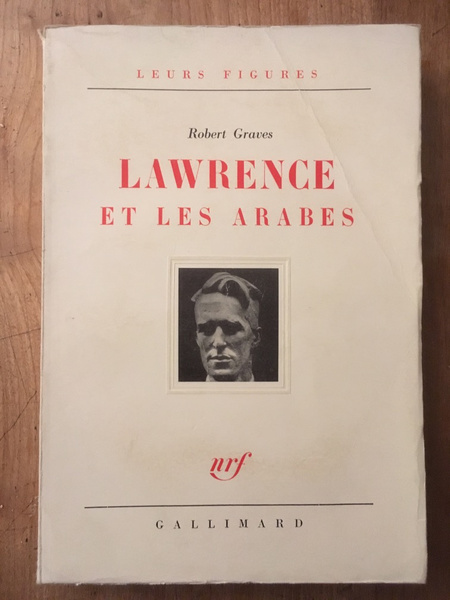 LEURS FIGURES
Robert Graves
LAWRENCE
ET LES ARABES
nrf
GALLIMARD